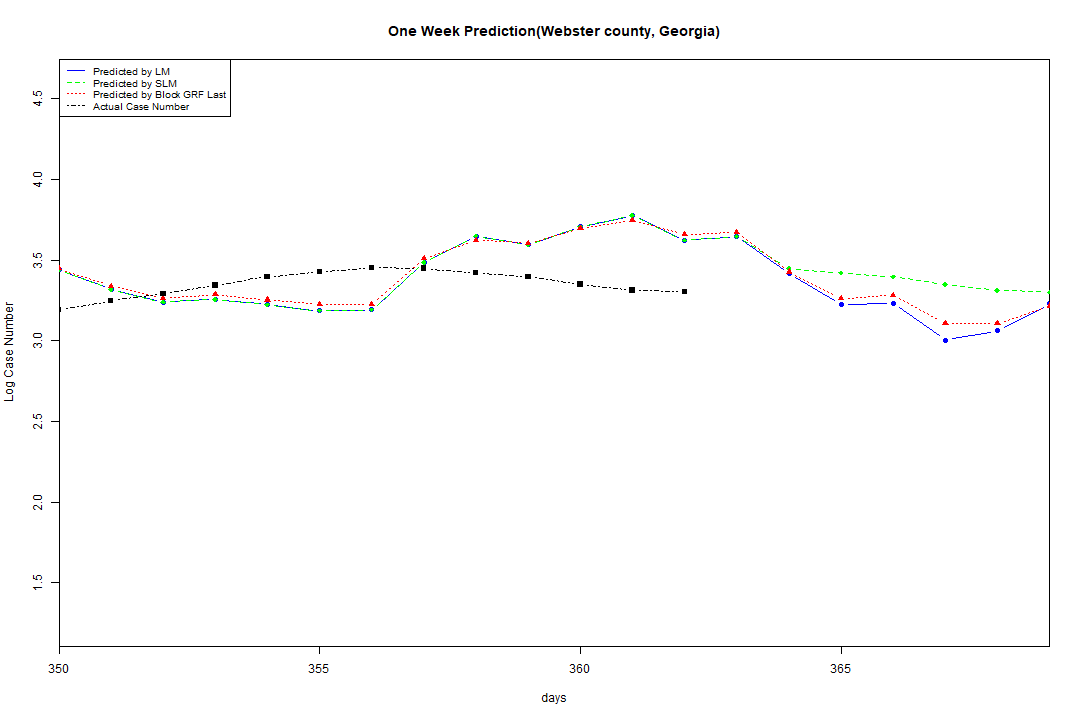 One Week Prediction(Webster county, Georgia)
Predicted by LM
Predicted by SLM
Predicted by Block GRF Last
Actual Case Number
4.5
4.0
3.5
3.0
2.5
2.0
1.5
Log Case Number
350 355 360 365
days